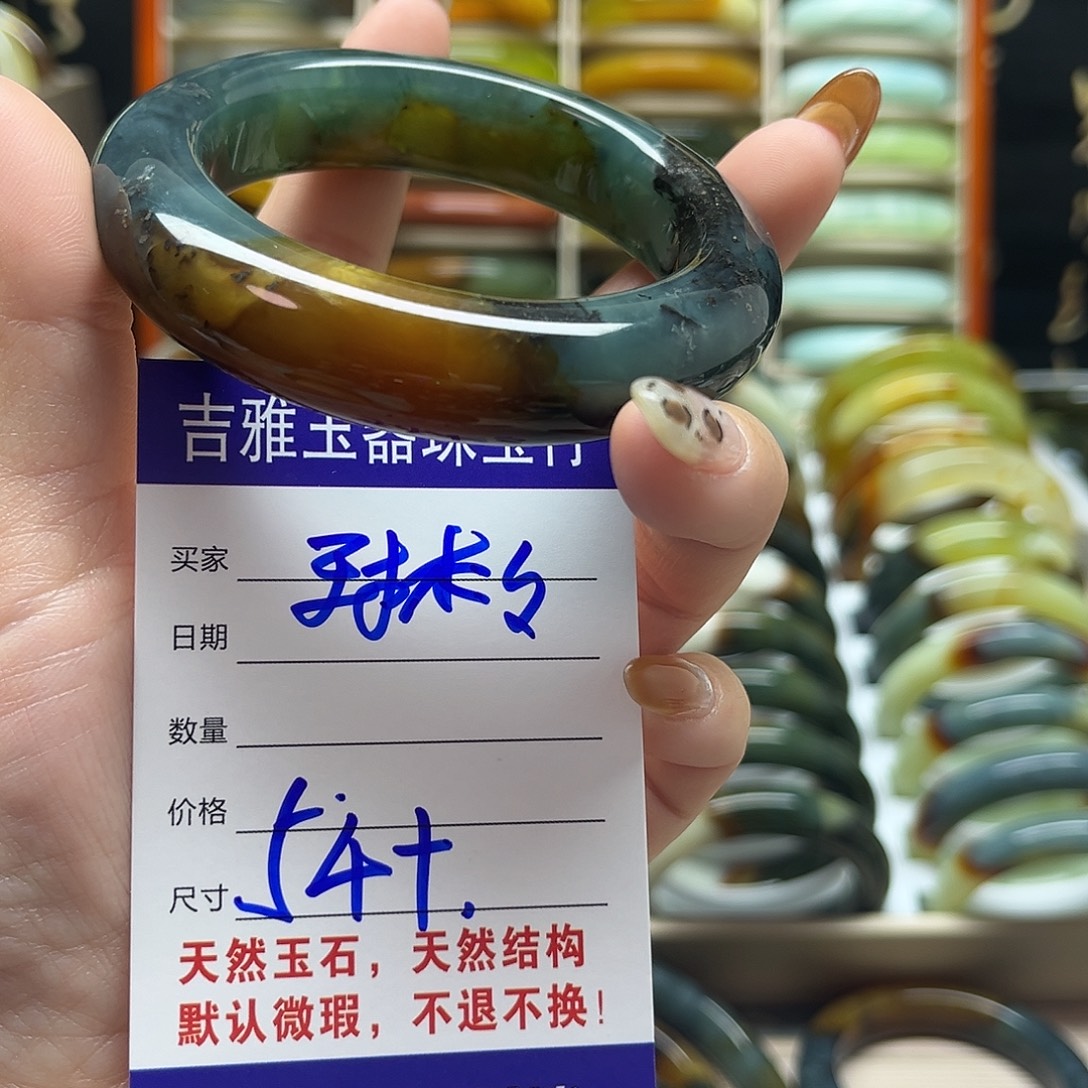 吉雅玉器珠宝行
买家
日期
数量
价格
54+.
尺寸
天然玉石，天然结构
默认微瑕，不退不换！